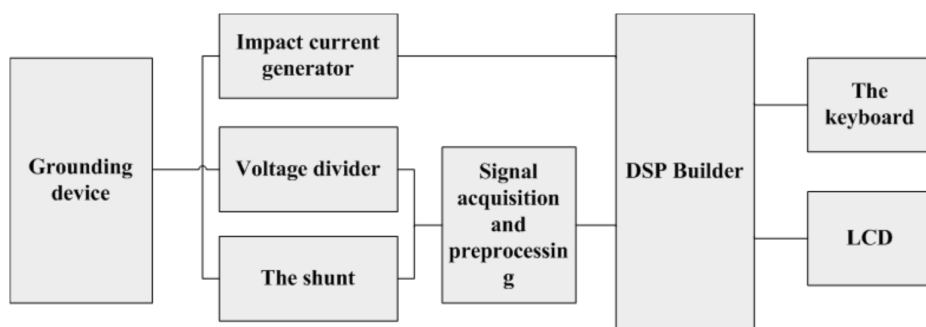 Grounding
device
Impact current
generator
Voltage divider
The shunt
Signal
acquisition
and
preprocessin
g
DSP Builder
The
keyboard
LCD